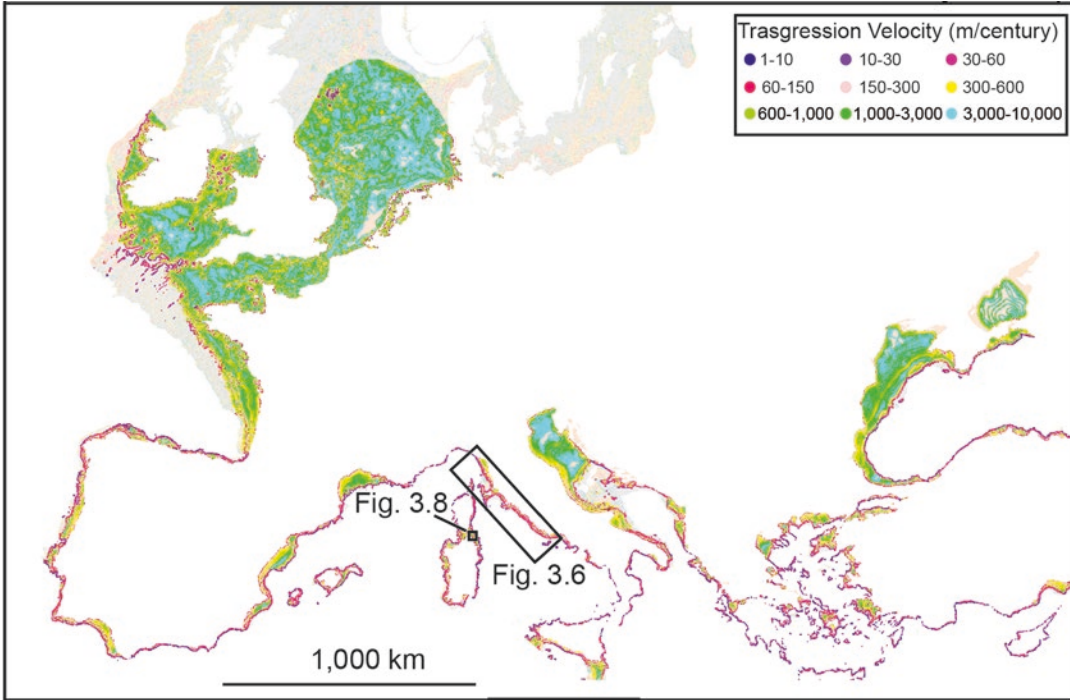 Trasgression Velocity (m/century)
1-10 10-30 30-60
60-150 150-300 300-600
600-1,000 1,000-3,000 3,000-10,000
Fig. 3.8
Fig. 3.6
1,000 km